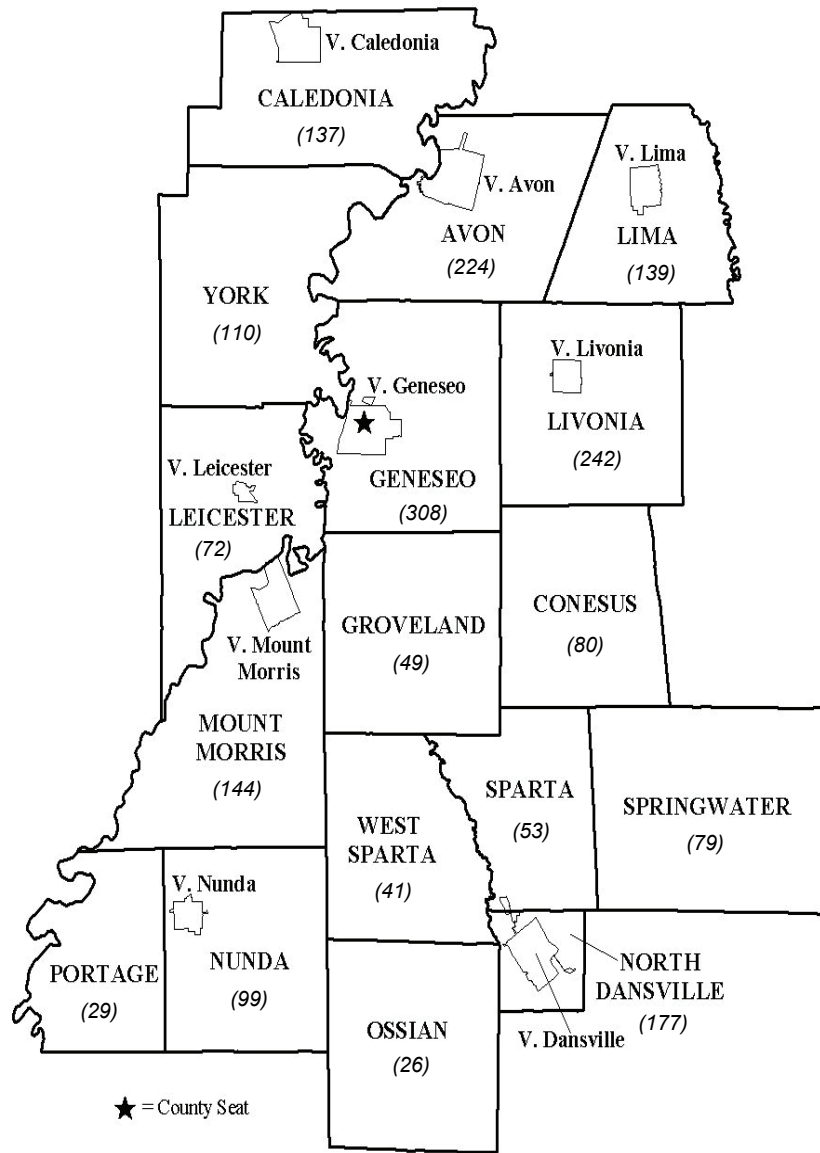 V. Caledonia
CALEDONIA
(137)
V. Avon
AVON
(224)
V. Lima
LIMA
(139)
YORK
(110)
V. Geneseo
GENESEO
(308)
V. Livonia
LIVONIA
(242)
V. Leicester
LEICESTER
(72)
V. Mount
Morris
MOUNT
MORRIS
(144)
GROVELAND
(49)
CONESUS
(80)
WEST
SPARTA
(41)
SPARTA
(53)
SPRINGWATER
(79)
V. Nunda
NUNDA
(99)
PORTAGE
(29)
OSSIAN
(26)
NORTH
DANSVILLE
(177)
V. Dansville
= County Seat